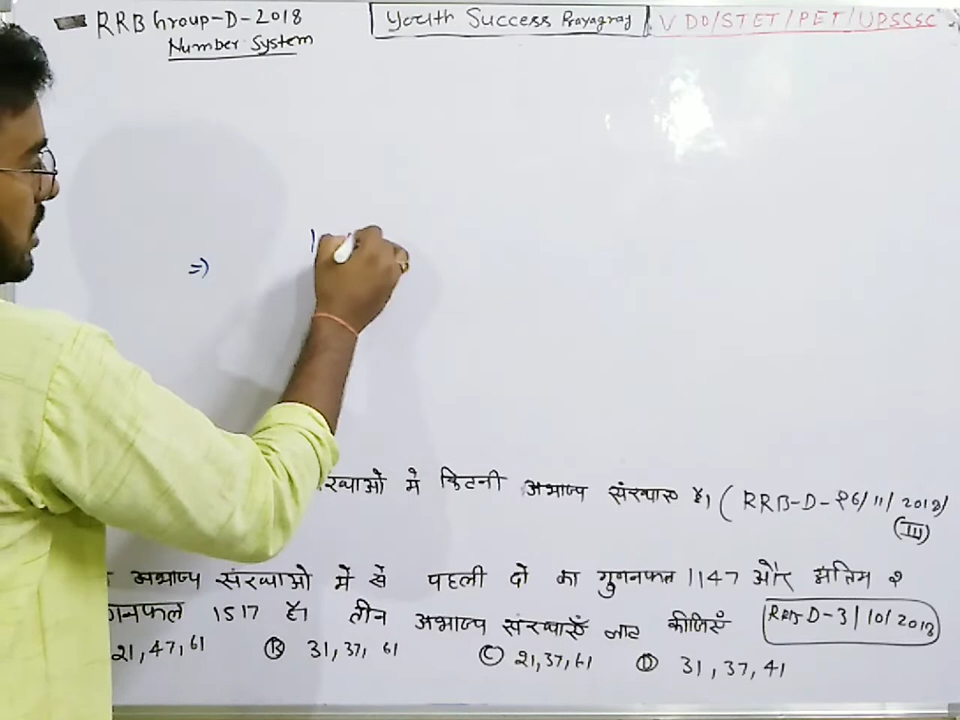 RRB Group-D-2018
Number System
Youth Success Prayagraj
VDO/STET/PET/UPSSSC
=>
में कितनी अभाज्य संख्याए है। (RRB-D-26/11/2018/
(III)
अभाज्य संख्याओ में से पहली दो का गुणनफल 1147 और अंतिम २
1517 है। तीन अभाज्य संख्याएँ ज्ञात कीजिएँ RRB-D-3/10/2018
21,47,61 Ⓑ 31,37,61 Ⓒ 21,37,61 Ⓓ 31,37,41